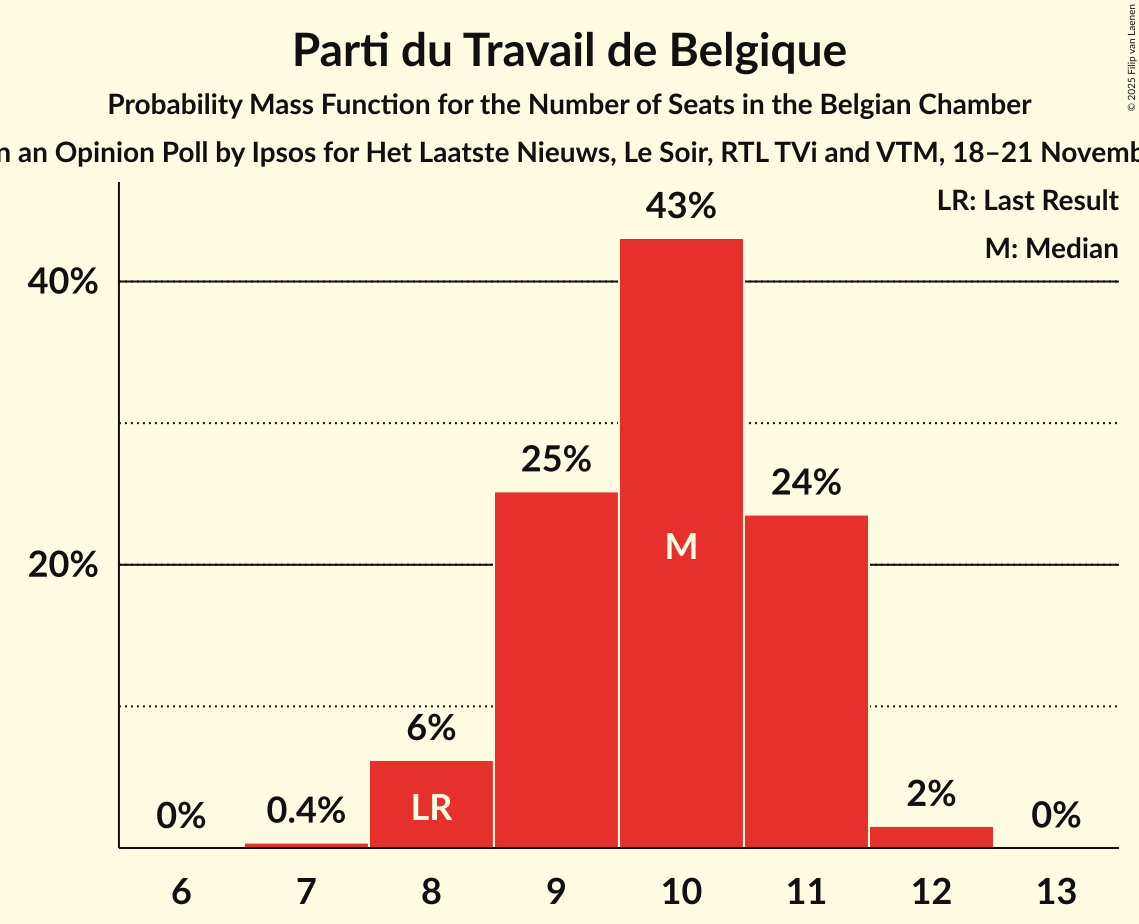 Parti du Travail de Belgique
Probability Mass Function for the Number of Seats in the Belgian Chamber
an Opinion Poll by Ipsos for Het Laatste Nieuws, Le Soir, RTL TVi and VTM, 18–21
© 2025 Filip van Laenen
LR: Last Result
M: Median
43%
40%
25%
24%
M
20%
6%
LR
0%
0.4%
2%
0%
6 7 8 9 10 11 12 13